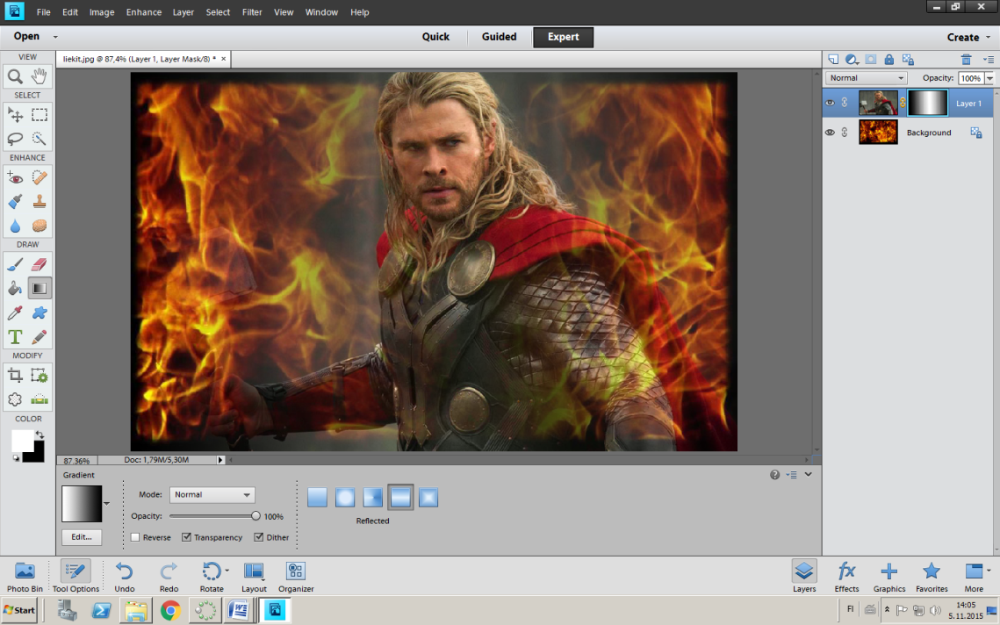 File Edit Image Enhance Layer Select Filter View Window Help
Open Quick Guided Expert Create
VIEW
SELECT
ENHANCE
DRAW
MODIFY
COLOR
liekit.jpg @ 87,4% (Layer 1, Layer Mask/8) * ×
Normal Opacity: 100%
Layer 1
Background
87.36% Doc: 1,79M/5,30M
Gradient
Mode: Normal
Opacity: 100%
Edit... Reverse Transparency Dither
Reflected
Photo Bin Tool Options Undo Redo Rotate Layout Organizer Layers Effects Graphics Favorites More
Start FI 14:05
5.11.2015